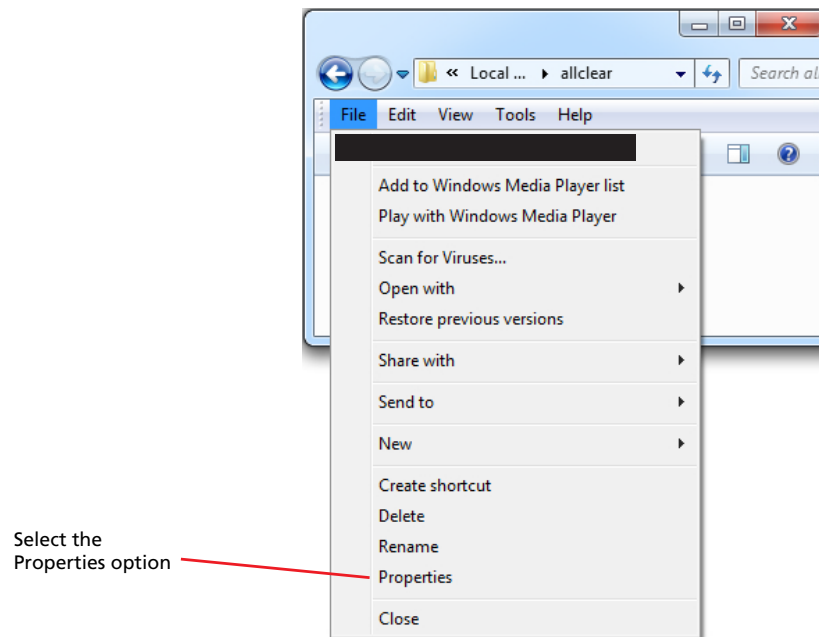 « Local ... ▸ allclear
Search al
File Edit View Tools Help
Add to Windows Media Player list
Play with Windows Media Player
Scan for Viruses...
Open with
Restore previous versions
Share with
Send to
New
Create shortcut
Delete
Rename
Select the
Properties option
Properties
Close